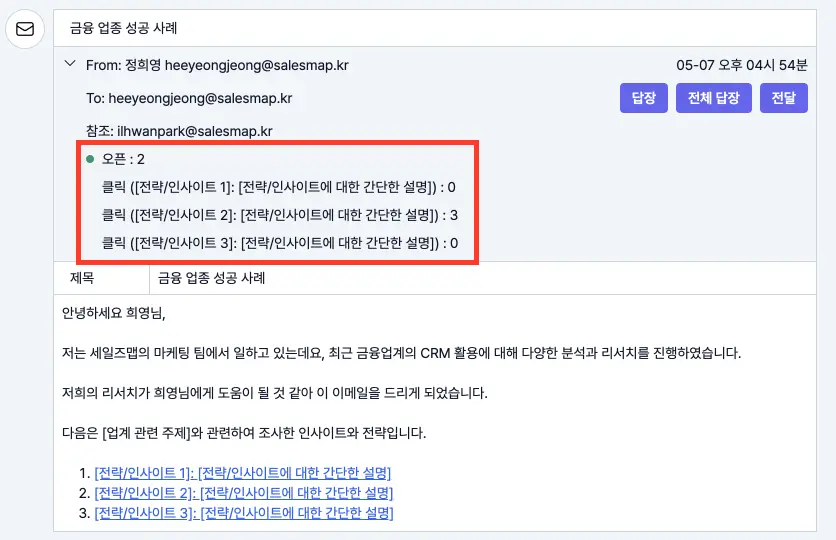 금융 업종 성공 사례
From: 정희영 heeyeongjeong@salesmap.kr
05-07 오후 04시 54분
To: heeyeongjeong@salesmap.kr
답장
전체 답장
전달
참조: ilhwanpark@salesmap.kr
오픈 : 2
클릭 ([전략/인사이트 1]: [전략/인사이트에 대한 간단한 설명]) : 0
클릭 ([전략/인사이트 2]: [전략/인사이트에 대한 간단한 설명]) : 3
클릭 ([전략/인사이트 3]: [전략/인사이트에 대한 간단한 설명]) : 0
제목
금융 업종 성공 사례
안녕하세요 희영님,
저는 세일즈맵의 마케팅 팀에서 일하고 있는데요, 최근 금융업계의 CRM 활용에 대해 다양한 분석과 리서치를 진행하였습니다.
저희의 리서치가 희영님에게 도움이 될 것 같아 이 이메일을 드리게 되었습니다.
다음은 [업계 관련 주제]와 관련하여 조사한 인사이트와 전략입니다.
1. [전략/인사이트 1]: [전략/인사이트에 대한 간단한 설명]
2. [전략/인사이트 2]: [전략/인사이트에 대한 간단한 설명]
3. [전략/인사이트 3]: [전략/인사이트에 대한 간단한 설명]